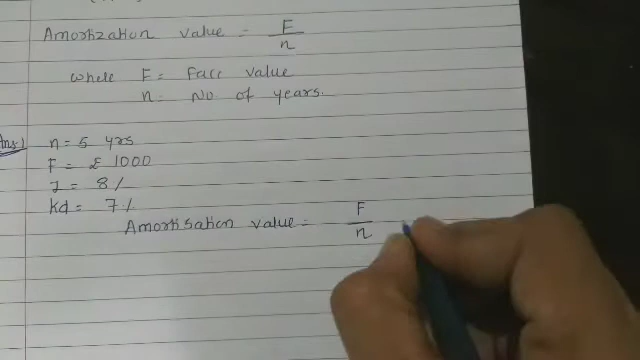 Amortization value = F/n
where F = Face value
n = No of years.
Ans:) n = 5 yrs
F = £ 1000
I = 8%
kd = 7%
Amortisation value = F/n